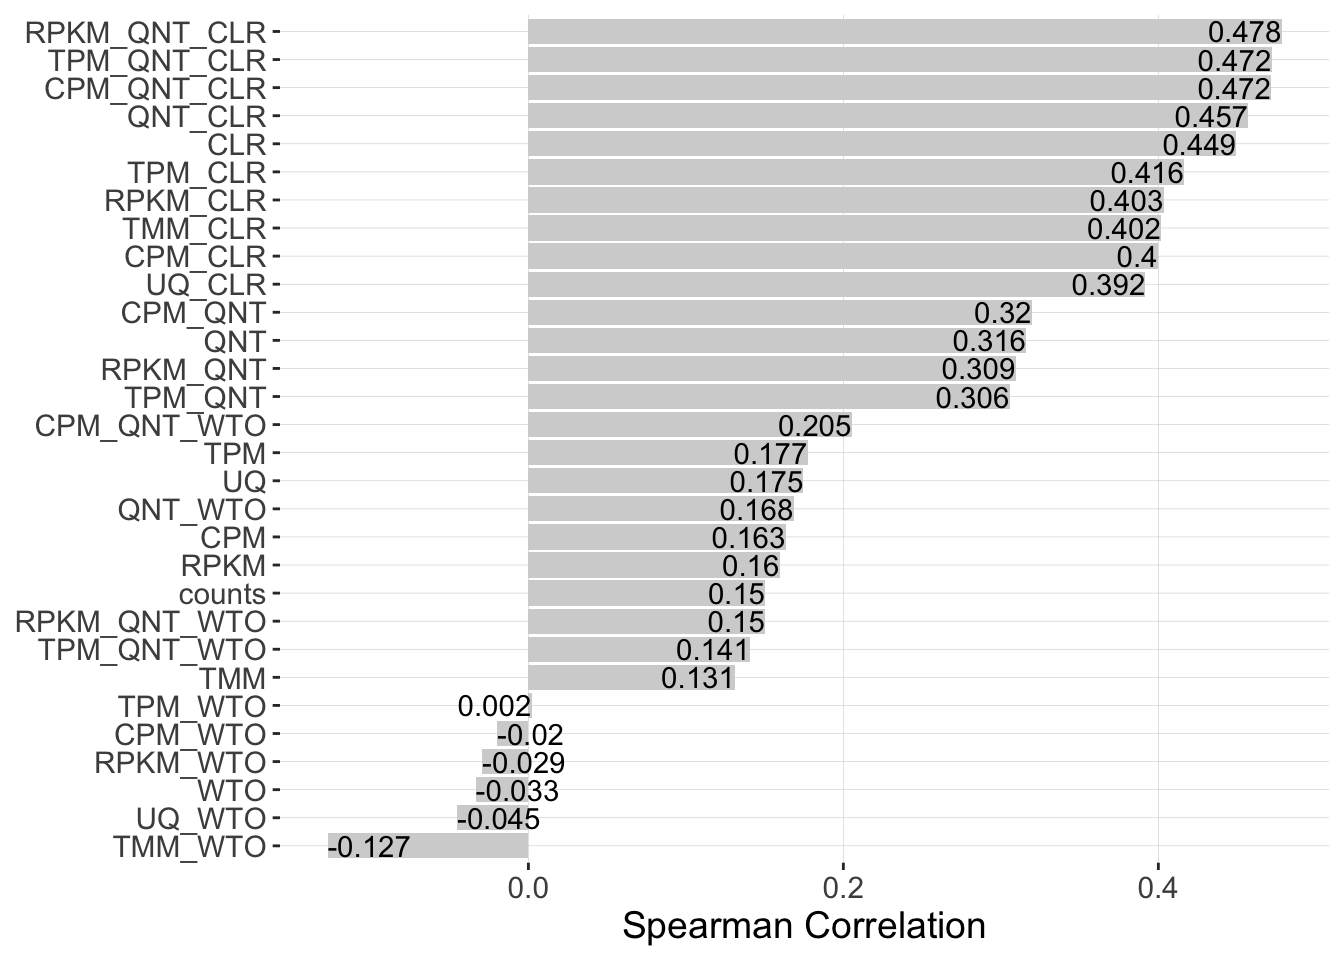 RPKM_QNT_CLR 0.478
TPM_QNT_CLR 0.472
CPM_QNT_CLR 0.472
QNT_CLR 0.457
CLR 0.449
TPM_CLR 0.416
RPKM_CLR 0.403
TMM_CLR 0.402
CPM_CLR 0.4
UQ_CLR 0.392
CPM_QNT 0.32
QNT 0.316
RPKM_QNT 0.309
TPM_QNT 0.306
CPM_QNT_WTO 0.205
TPM 0.177
UQ 0.175
QNT_WTO 0.168
CPM 0.163
RPKM 0.16
counts 0.15
RPKM_QNT_WTO 0.15
TPM_QNT_WTO 0.141
TMM 0.131
TPM_WTO 0.002
CPM_WTO -0.02
RPKM_WTO -0.029
WTO -0.033
UQ_WTO -0.045
TMM_WTO -0.127
0.0 0.2 0.4
Spearman Correlation